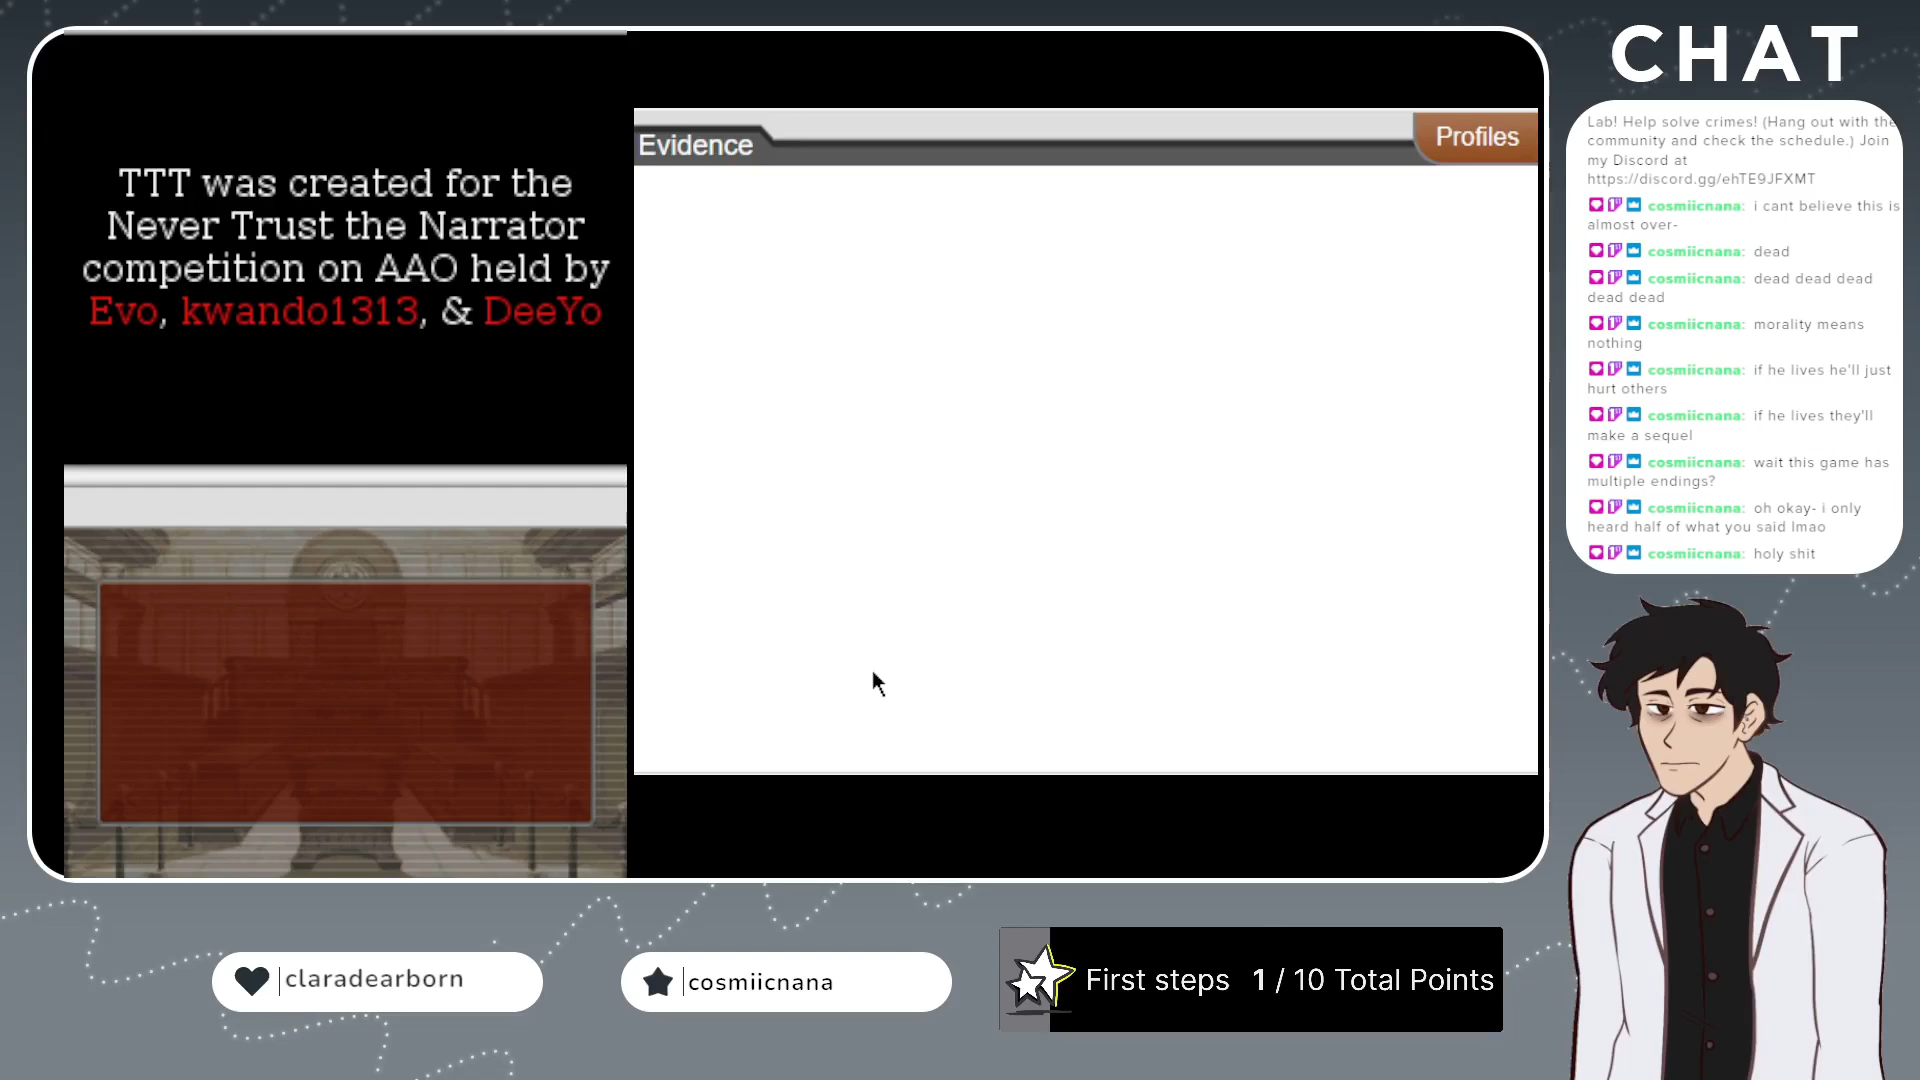 TTT was created for the
Never Trust the Narrator
competition on AAO held by
Evo, kwando1313, & DeeYo
Evidence
Profiles
CHAT
Lab! Help solve crimes! (Hang out with the
community and check the schedule.) Join
my Discord at
https://discord.gg/ehTE9JFXMT
cosmiicnana: i cant believe this is
almost over-
cosmiicnana: dead
cosmiicnana: dead dead dead
dead dead
cosmiicnana: morality means
nothing
cosmiicnana: if he lives he'll just
hurt others
cosmiicnana: if he lives they'll
make a sequel
cosmiicnana: wait this game has
multiple endings?
cosmiicnana: oh okay- i only
heard half of what you said lmao
cosmiicnana: holy shit
claradearborn
cosmiicnana
First steps 1 / 10 Total Points